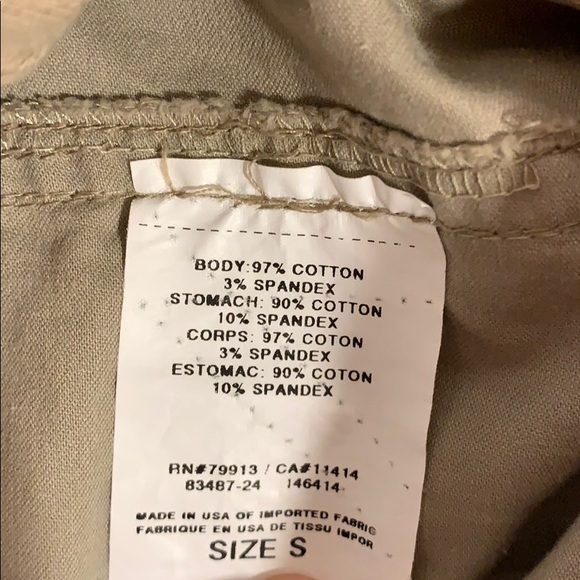 BODY:97% COTTON
3% SPANDEX
STOMACH: 90% COTTON
10% SPANDEX
CORPS: 97% COTON
3% SPANDEX
ESTOMAC: 90% COTON
10% SPANDEX
RN#79913 / CA#11414
83487-24 146414
MADE IN USA OF IMPORTED FABRIC
FABRIQUE EN USA DE TISSU IMPOR
SIZE S